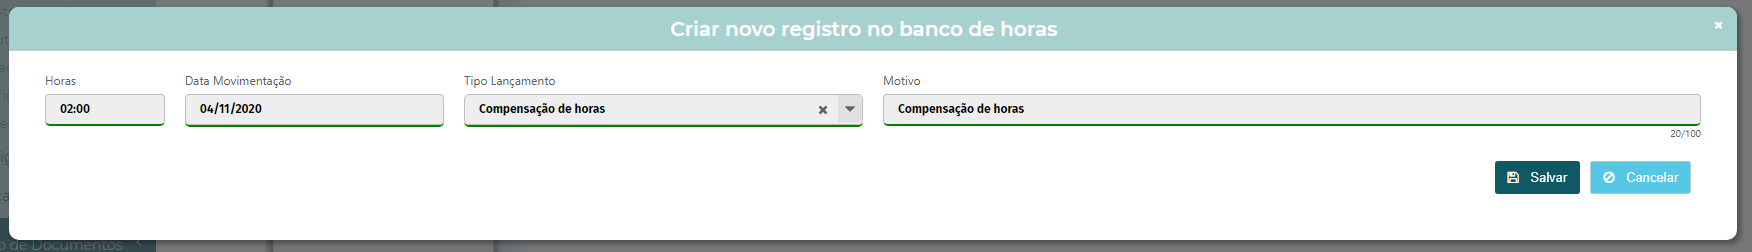 Criar novo registro no banco de horas
Horas
Data Movimentação
Tipo Lançamento
Motivo
02:00
04/11/2020
Compensação de horas
Compensação de horas
20/100
Salvar
Cancelar
o de Documentos